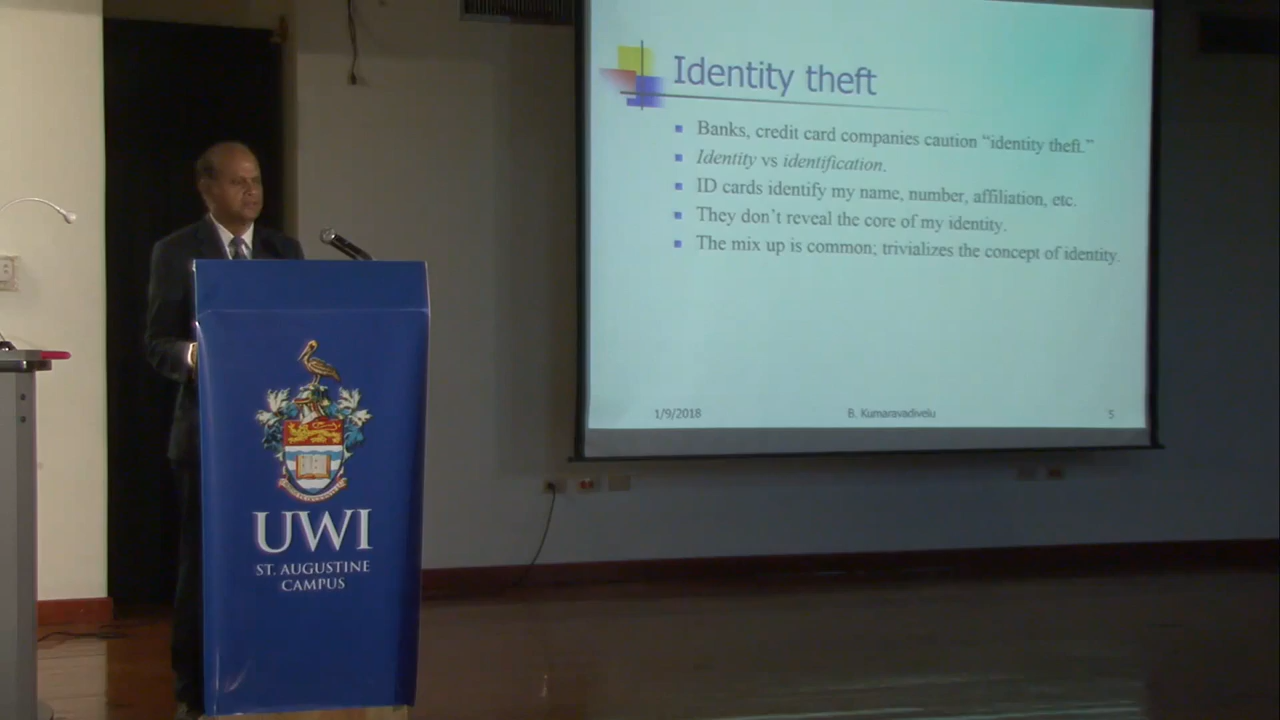 Identity theft
Banks, credit card companies caution “identity theft.”
Identity vs identification.
ID cards identify my name, number, affiliation, etc.
They don’t reveal the core of my identity.
The mix up is common; trivializes the concept of identity.
1/9/2018 B. Kumaravadivelu 5
UWI
ST. AUGUSTINE
CAMPUS